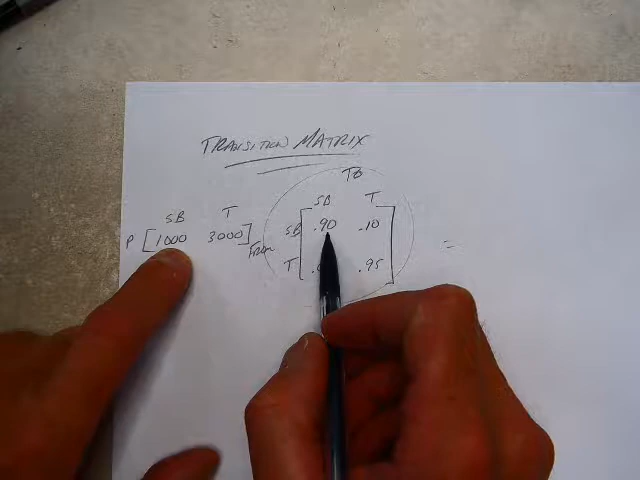 TRANSITION MATRIX
TO
SB T
SB T
P [1000 3000] From SB [.90 .10] =
T .95